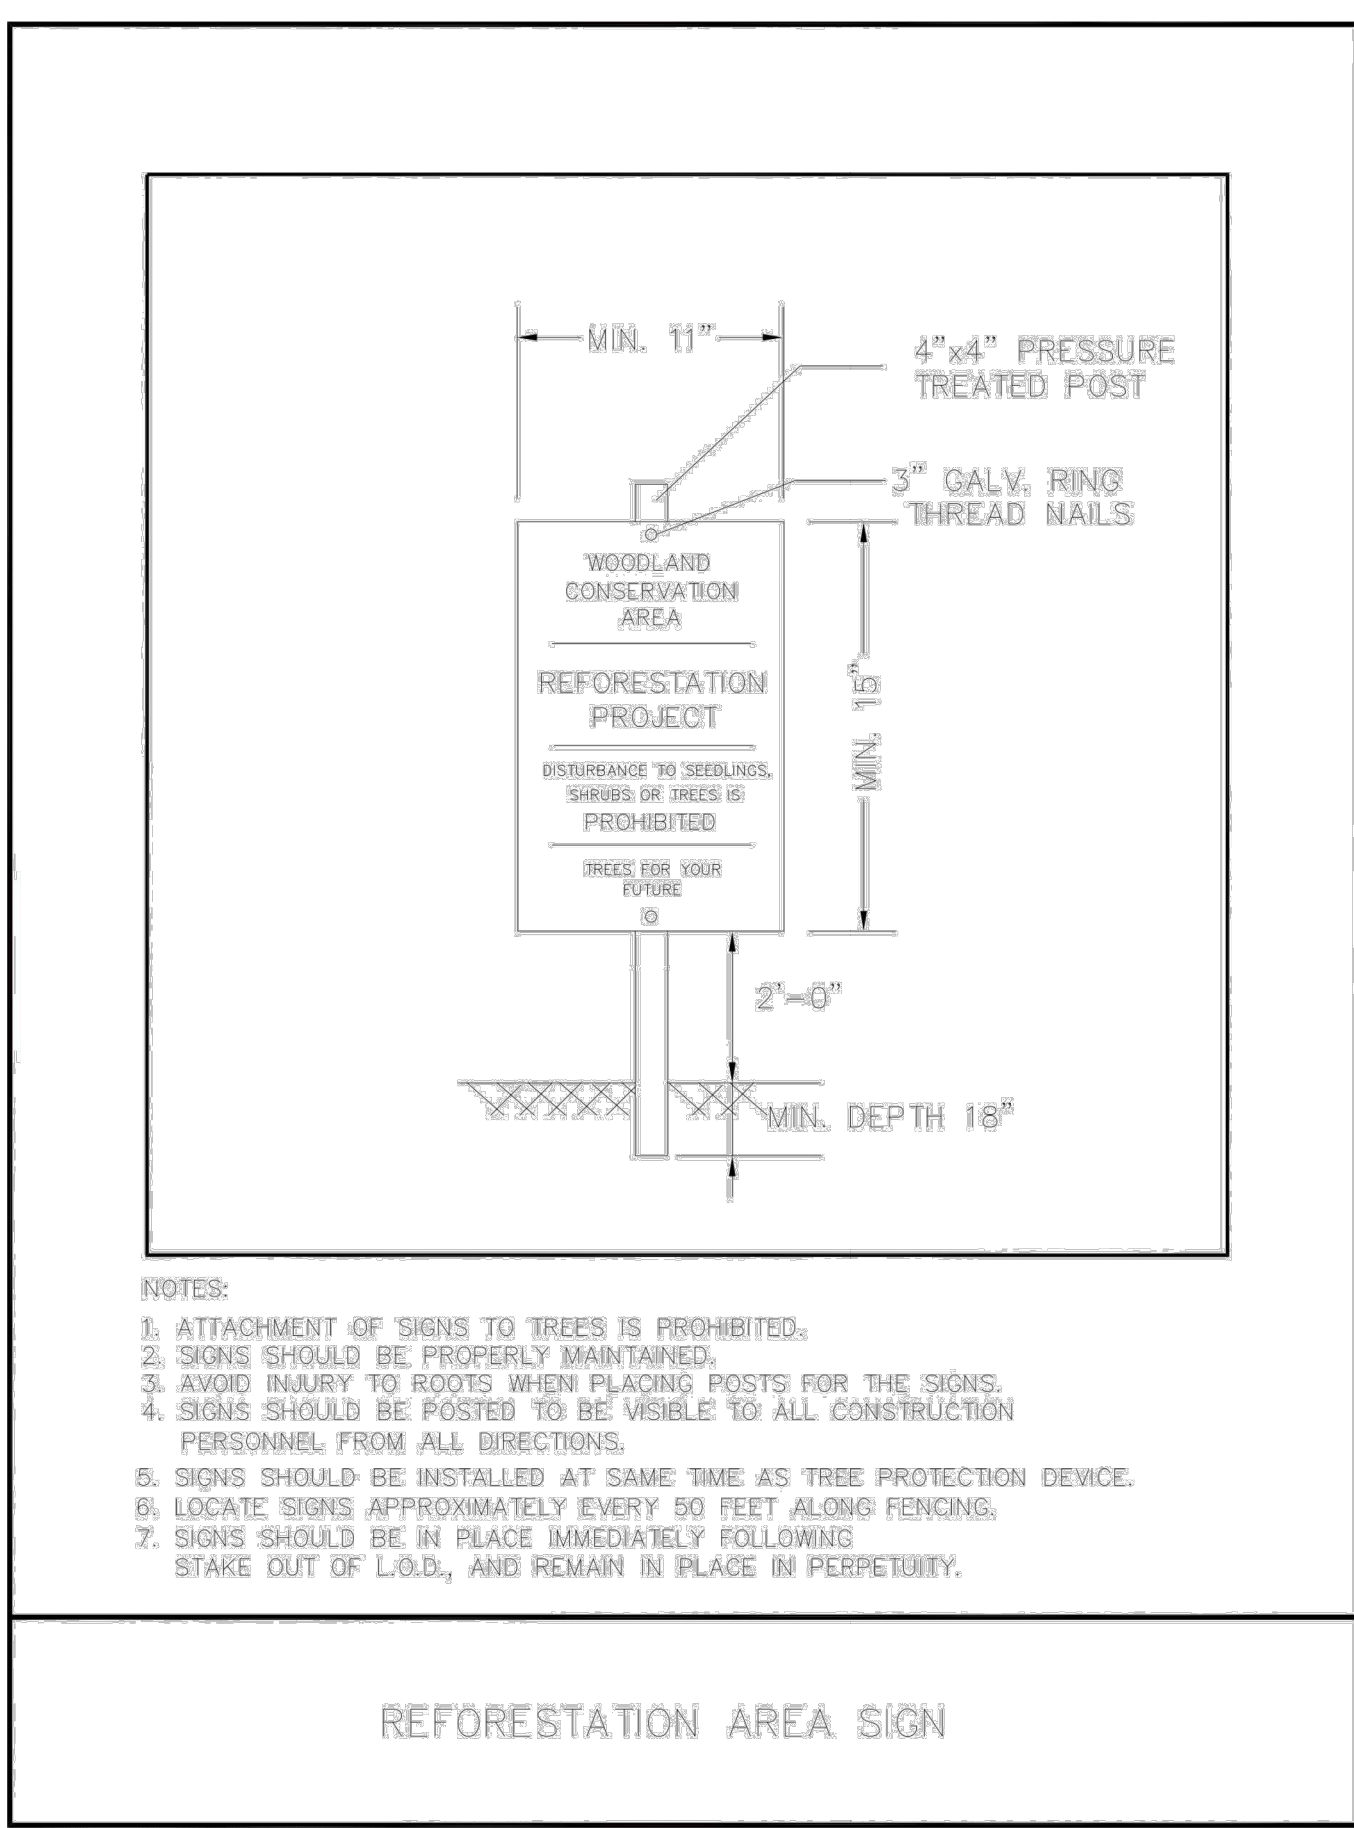 MIN. 11"
4"x4" PRESSURE
TREATED POST
3" GALV. RING
THREAD NAILS
WOODLAND
CONSERVATION
AREA
REFORESTATION
PROJECT
DISTURBANCE TO SEEDLINGS,
SHRUBS OR TREES IS
PROHIBITED
TREES FOR YOUR
FUTURE
MIN. 15"
2'-0"
MIN. DEPTH 18"
NOTES:
1. ATTACHMENT OF SIGNS TO TREES IS PROHIBITED.
2. SIGNS SHOULD BE PROPERLY MAINTAINED.
3. AVOID INJURY TO ROOTS WHEN PLACING POSTS FOR THE SIGNS.
4. SIGNS SHOULD BE POSTED TO BE VISIBLE TO ALL CONSTRUCTION
PERSONNEL FROM ALL DIRECTIONS.
5. SIGNS SHOULD BE INSTALLED AT SAME TIME AS TREE PROTECTION DEVICE.
6. LOCATE SIGNS APPROXIMATELY EVERY 50 FEET ALONG FENCING.
7. SIGNS SHOULD BE IN PLACE IMMEDIATELY FOLLOWING
STAKE OUT OF L.O.D., AND REMAIN IN PLACE IN PERPETUITY.
REFORESTATION AREA SIGN